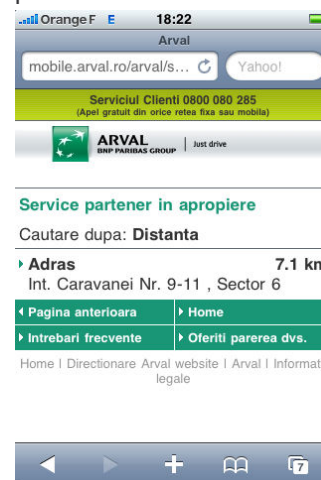 Orange F E 18:22
Arval
mobile.arval.ro/arval/s... Yahoo!
Serviciul Clienti 0800 080 285
(Apel gratuit din orice retea fixa sau mobila)
ARVAL
BNP PARIBAS GROUP
Just drive
Service partener in apropiere
Cautare dupa: Distanta
Adras 7.1 km
Int. Caravanei Nr. 9-11 , Sector 6
Pagina anterioara Home
Intrebari frecvente Oferiti parerea dvs.
Home | Directionare Arval website | Arval | Informat
legale
7